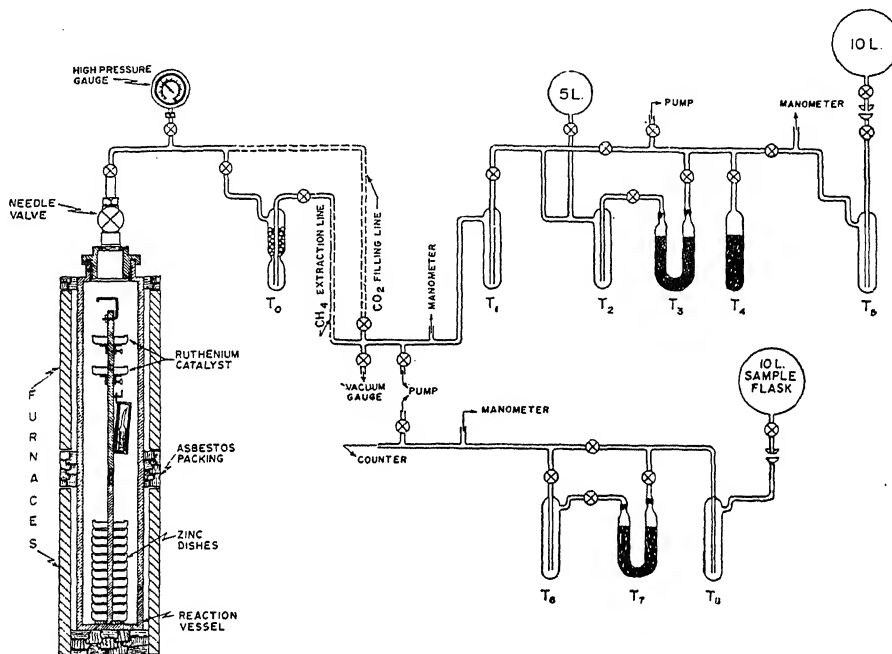 HIGH PRESSURE
GAUGE
NEEDLE
VALVE
5 L.
PUMP
MANOMETER
10 L.
CH4 EXTRACTION LINE
CO2 FILLING LINE
MANOMETER
T0
T1
T2
T3
T4
T5
VACUUM
GAUGE
PUMP
MANOMETER
COUNTER
10 L.
SAMPLE
FLASK
RUTHENIUM
CATALYST
FURNACES
ASBESTOS
PACKING
ZINC
DISHES
REACTION
VESSEL
T6
T7